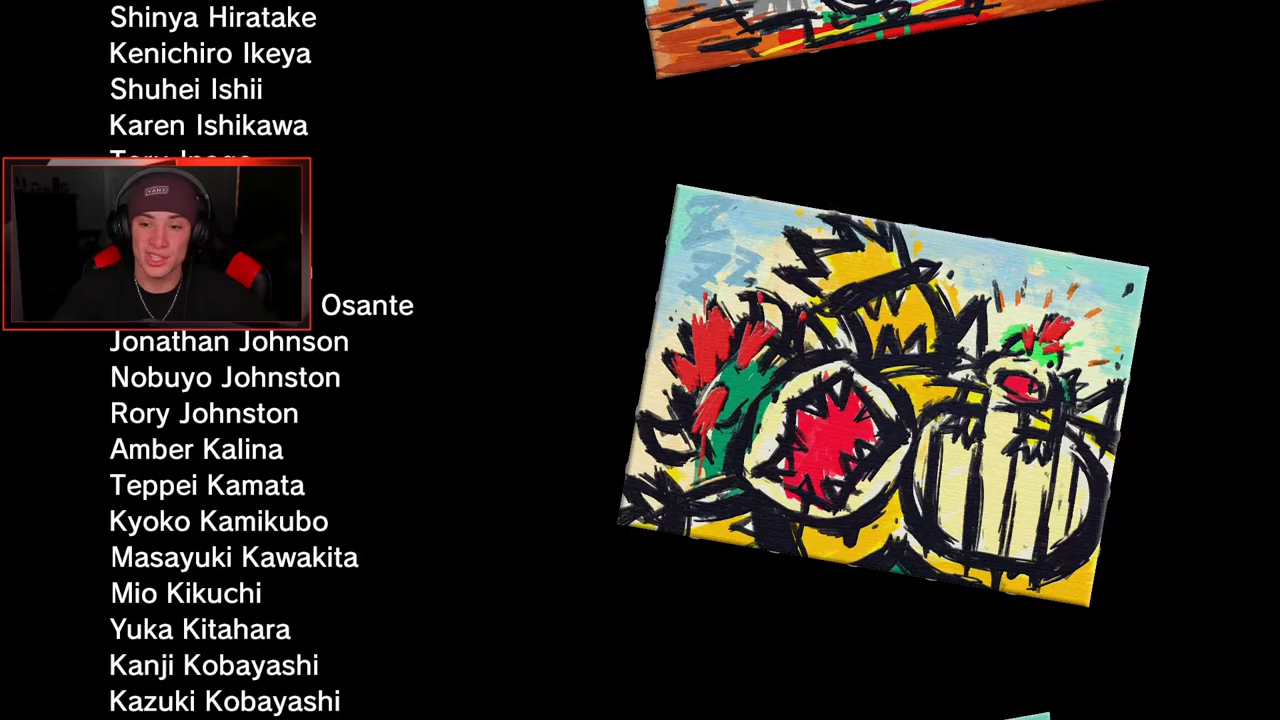 Shinya Hiratake
Kenichiro Ikeya
Shuhei Ishii
Karen Ishikawa
VANS
Osante
Jonathan Johnson
Nobuyo Johnston
Rory Johnston
Amber Kalina
Teppei Kamata
Kyoko Kamikubo
Masayuki Kawakita
Mio Kikuchi
Yuka Kitahara
Kanji Kobayashi
Kazuki Kobayashi